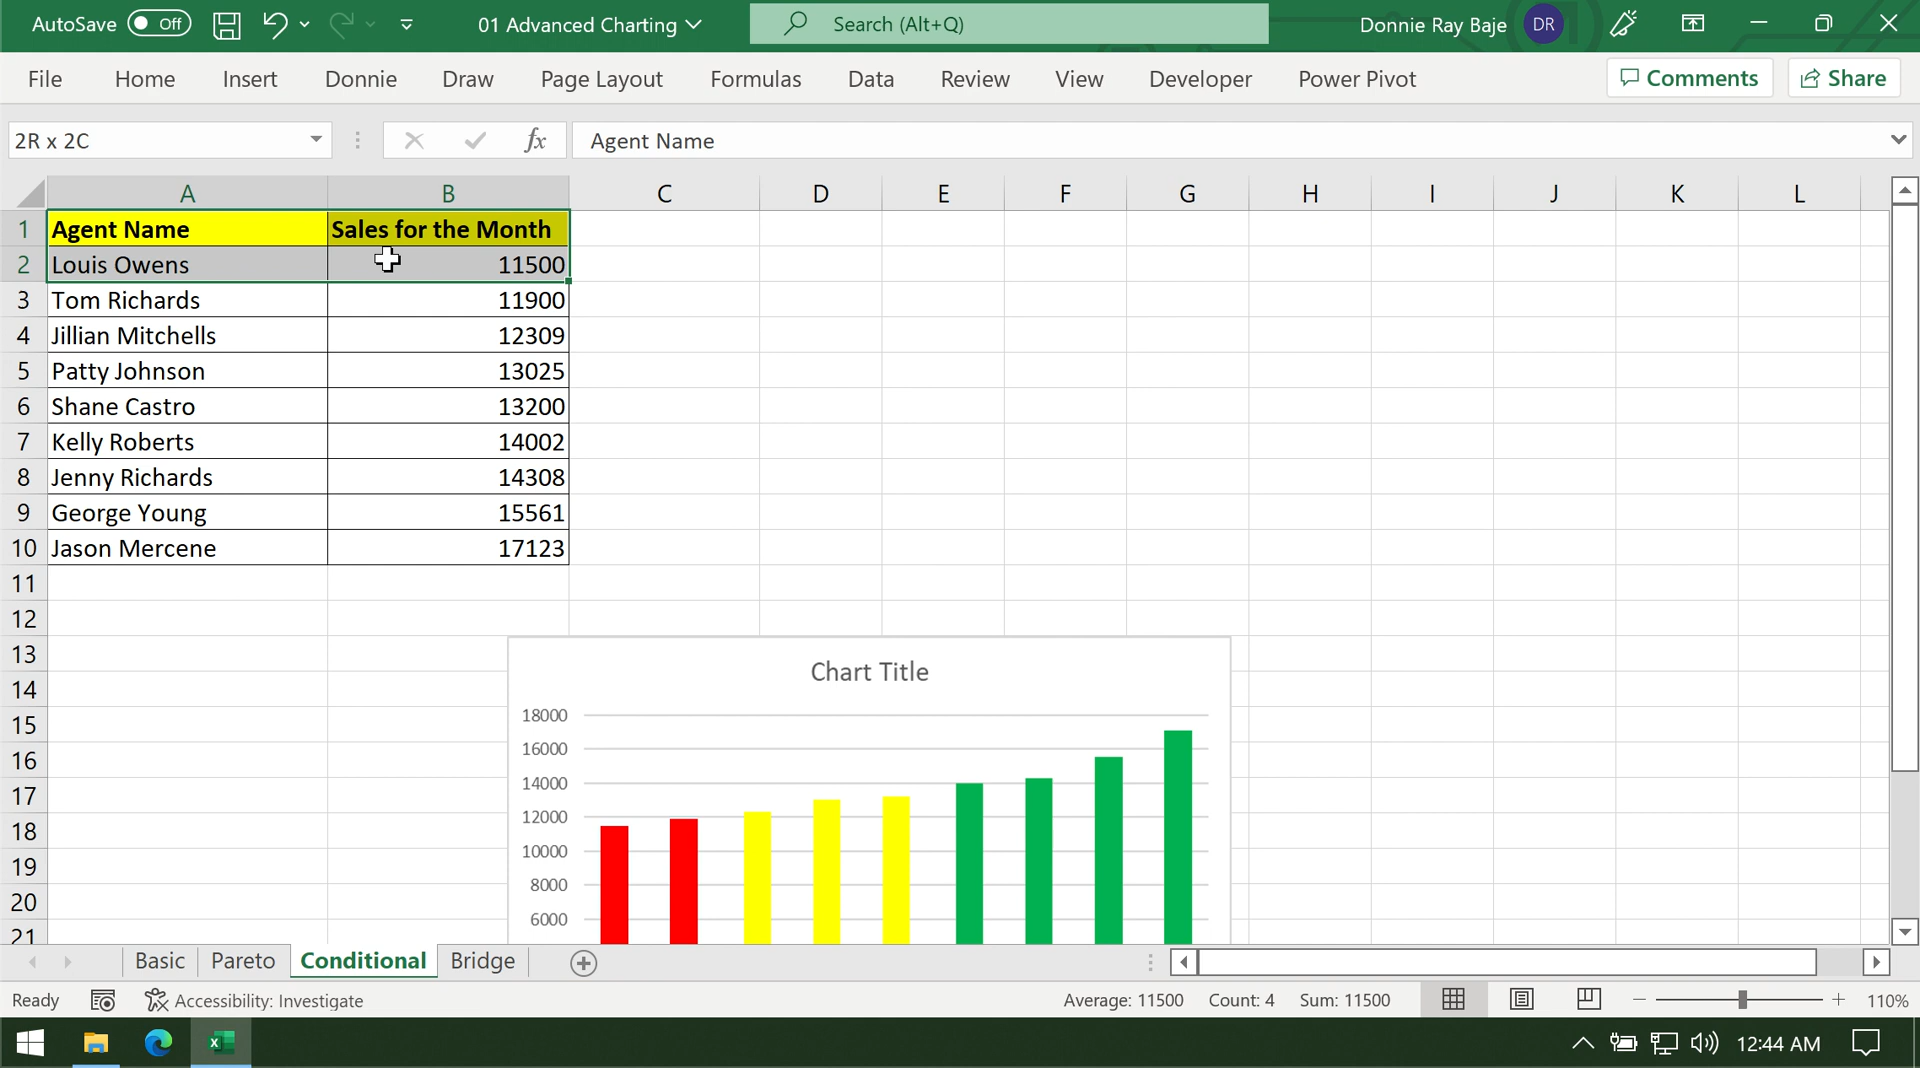 AutoSave Off 01 Advanced Charting Search (Alt+Q) Donnie Ray Baje DR
File Home Insert Donnie Draw Page Layout Formulas Data Review View Developer Power Pivot Comments Share
2R x 2C fx Agent Name
A B C D E F G H I J K L
1 Agent Name Sales for the Month
2 Louis Owens 11500
3 Tom Richards 11900
4 Jillian Mitchells 12309
5 Patty Johnson 13025
6 Shane Castro 13200
7 Kelly Roberts 14002
8 Jenny Richards 14308
9 George Young 15561
10 Jason Mercene 17123
11
12
13
14
15
16
17
18
19
20
21
Chart Title
18000
16000
14000
12000
10000
8000
6000
Basic Pareto Conditional Bridge
Ready Accessibility: Investigate Average: 11500 Count: 4 Sum: 11500 110%
12:44 AM